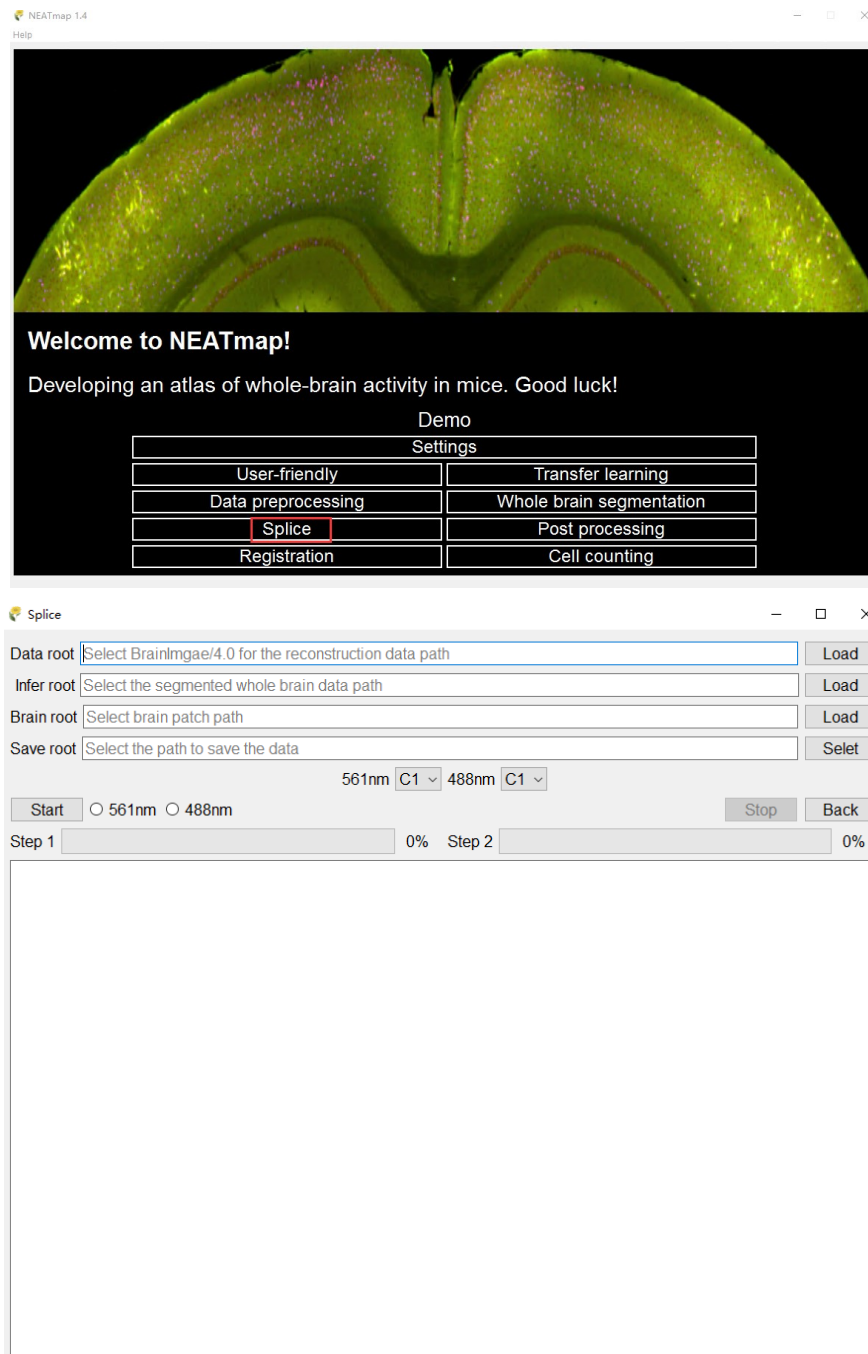 NEATmap 1.4
Help
Welcome to NEATmap!
Developing an atlas of whole-brain activity in mice. Good luck!
Demo
Settings
User-friendly Transfer learning
Data preprocessing Whole brain segmentation
Splice Post processing
Registration Cell counting
Splice
Data root Select BrainImgae/4.0 for the reconstruction data path Load
Infer root Select the segmented whole brain data path Load
Brain root Select brain patch path Load
Save root Select the path to save the data Selet
561nm C1 488nm C1
Start 561nm 488nm Stop Back
Step 1 0% Step 2 0%